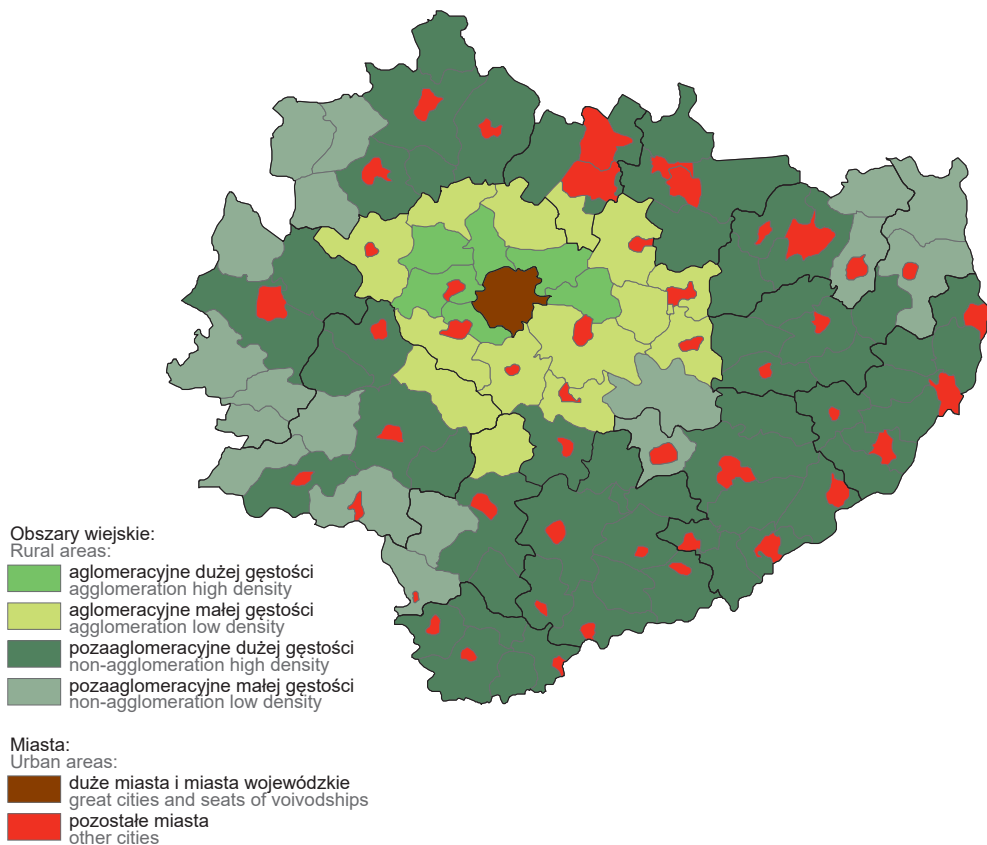 Obszary wiejskie:
Rural areas:
aglomeracyjne dużej gęstości
agglomeration high density
aglomeracyjne małej gęstości
agglomeration low density
pozaaglomeracyjne dużej gęstości
non-agglomeration high density
pozaaglomeracyjne małej gęstości
non-agglomeration low density
Miasta:
Urban areas:
duże miasta i miasta wojewódzkie
great cities and seats of voivodships
pozostałe miasta
other cities